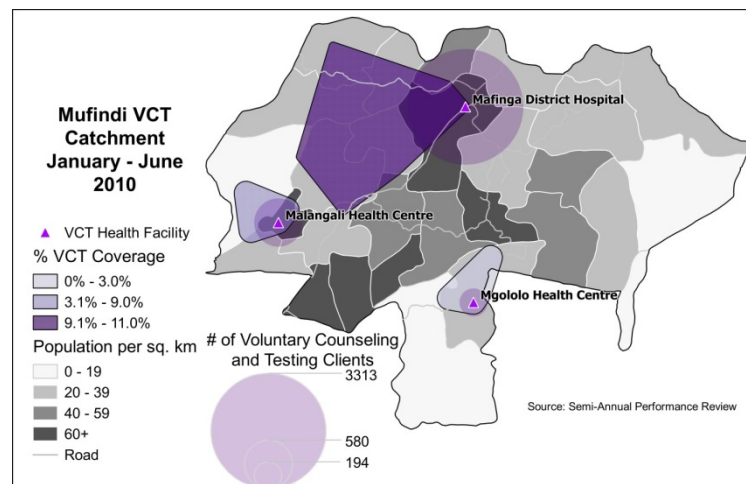 Mufindi VCT
Catchment
January - June
2010
VCT Health Facility
% VCT Coverage
0% - 3.0%
3.1% - 9.0%
9.1% - 11.0%
Population per sq. km
0 - 19
20 - 39
40 - 59
60+
Road
Mafinga District Hospital
Malangali Health Centre
Mgololo Health Centre
# of Voluntary Counseling
and Testing Clients
3313
580
194
Source: Semi-Annual Performance Review